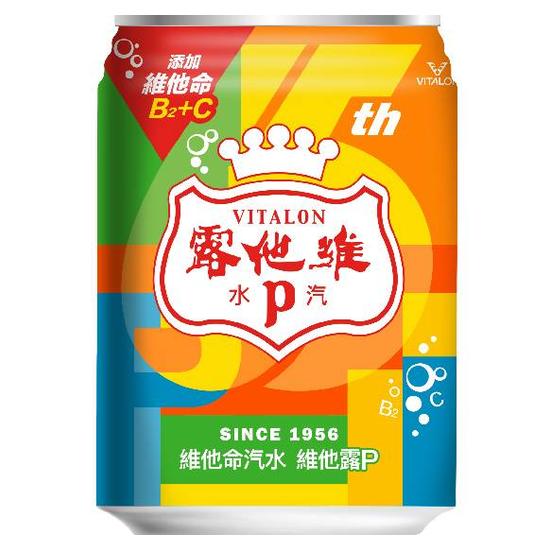 添加
維他命
B2+C
VITALON
th
VITALON
露他維
水 P 汽
B2
C
SINCE 1956
維他命汽水 維他露P